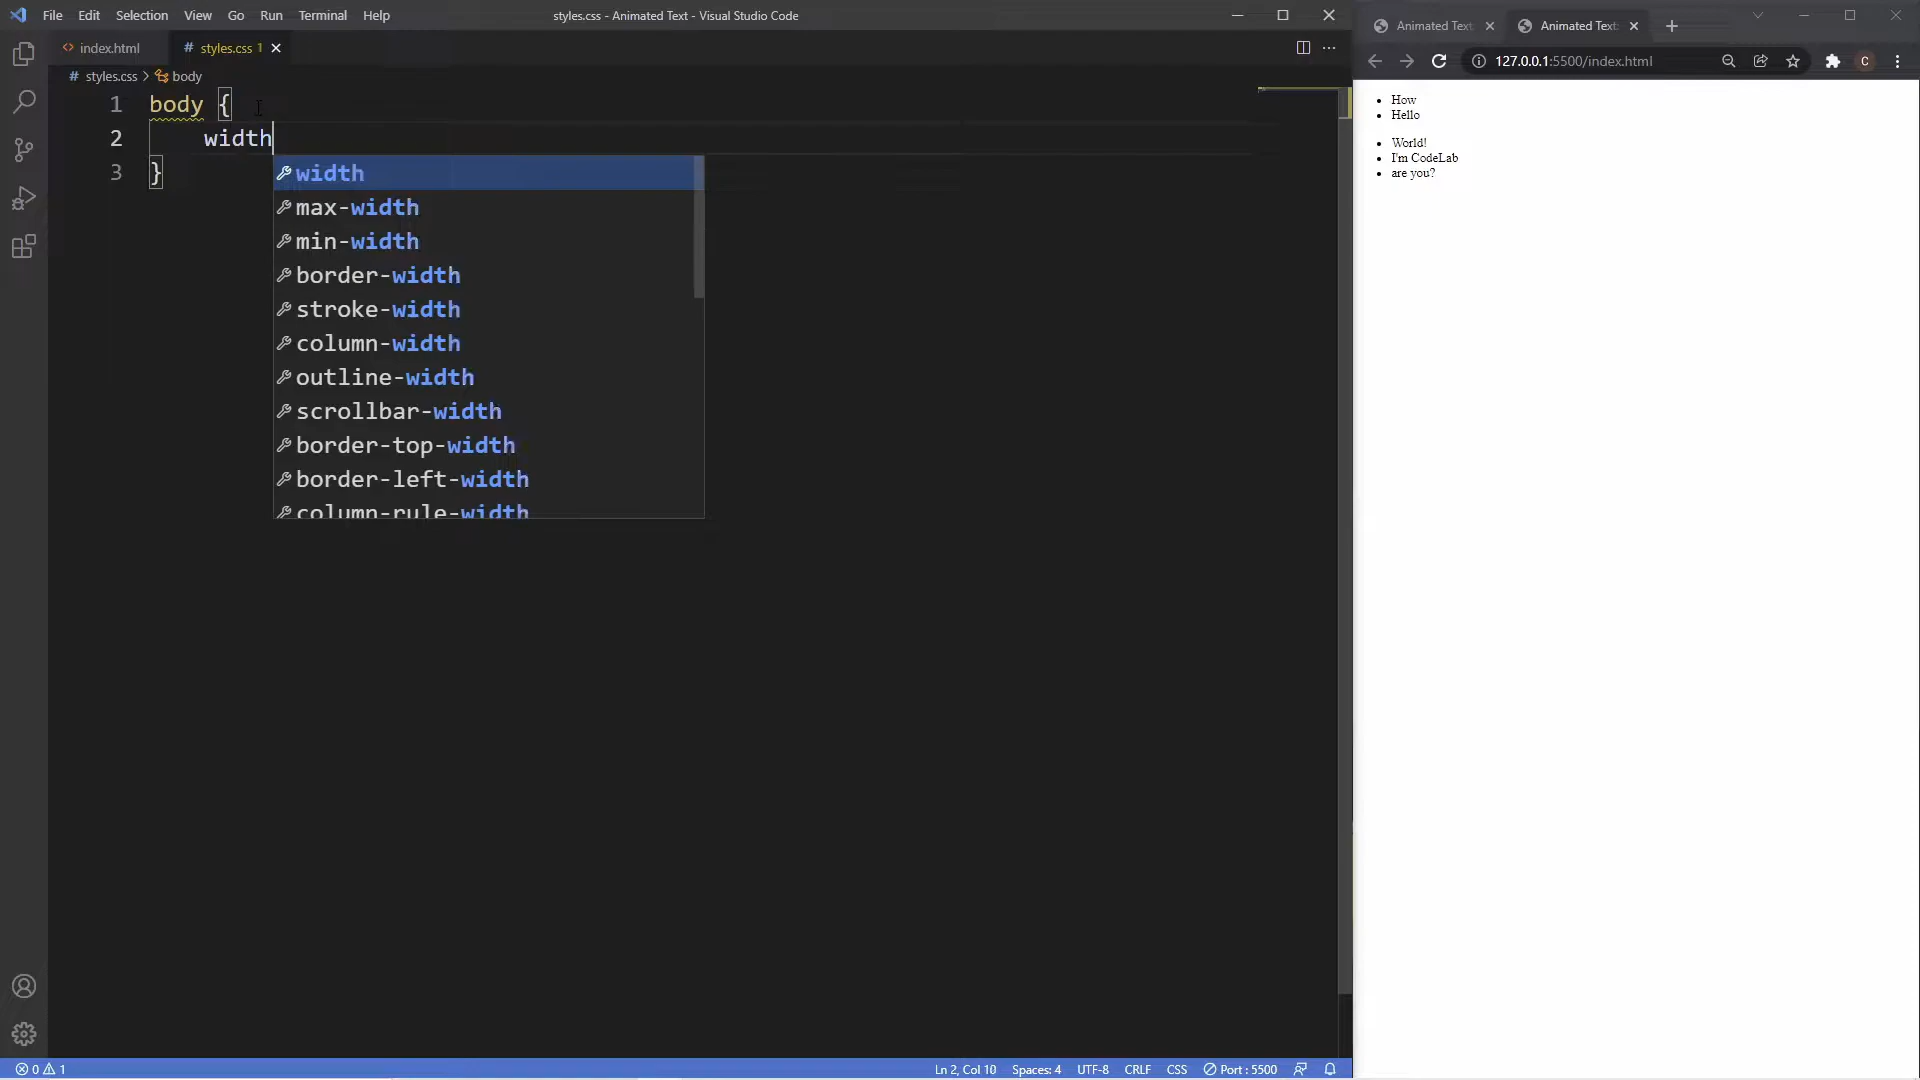 File Edit Selection View Go Run Terminal Help
styles.css - Animated Text - Visual Studio Code
index.html
# styles.css 1
# styles.css > body
1 body {
2 width
3 }
width
max-width
min-width
border-width
stroke-width
column-width
outline-width
scrollbar-width
border-top-width
border-left-width
column-rule-width
0 1
Ln 2, Col 10 Spaces: 4 UTF-8 CRLF CSS Port : 5500
Animated Text Animated Text
127.0.0.1:5500/index.html C
• How
• Hello
• World!
• I'm CodeLab
• are you?